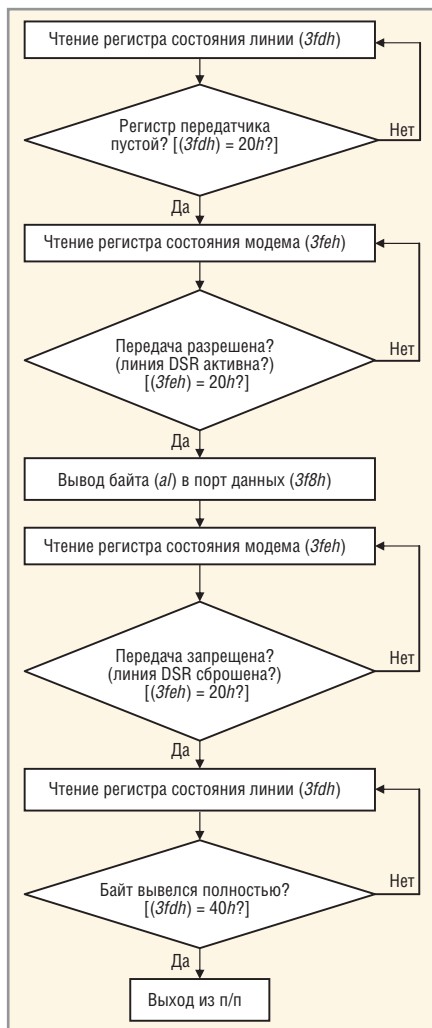 Чтение регистра состояния линии (3fdh)
Регистр передатчика
пустой? [(3fdh) = 20h?]
Нет
Да
Чтение регистра состояния модема (3feh)
Передача разрешена?
(линия DSR активна?)
[(3feh) = 20h?]
Нет
Да
Вывод байта (al) в порт данных (3f8h)
Чтение регистра состояния модема (3feh)
Передача запрещена?
(линия DSR сброшена?)
[(3feh) = 20h?]
Нет
Да
Чтение регистра состояния линии (3fdh)
Байт вывелся полностью?
[(3fdh) = 40h?]
Нет
Да
Выход из п/п